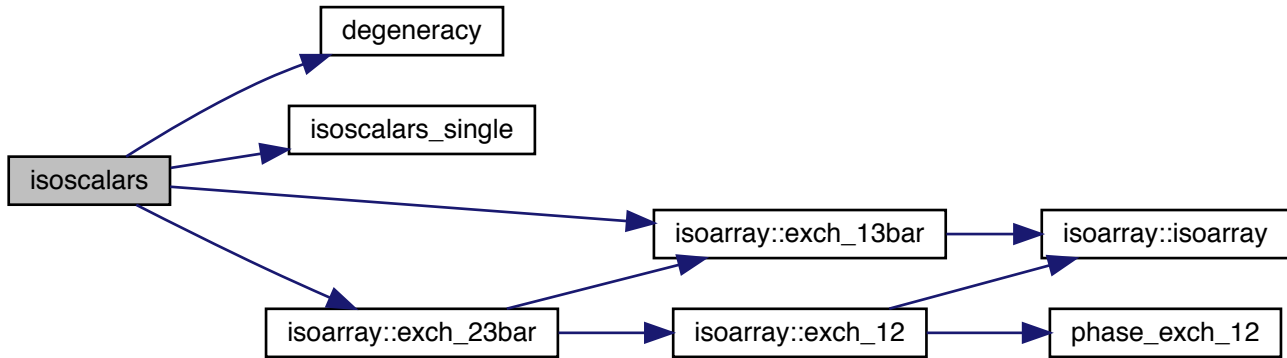 degeneracy
isoscalars_single
isoscalars
isoarray::exch_13bar
isoarray::isoarray
isoarray::exch_23bar
isoarray::exch_12
phase_exch_12